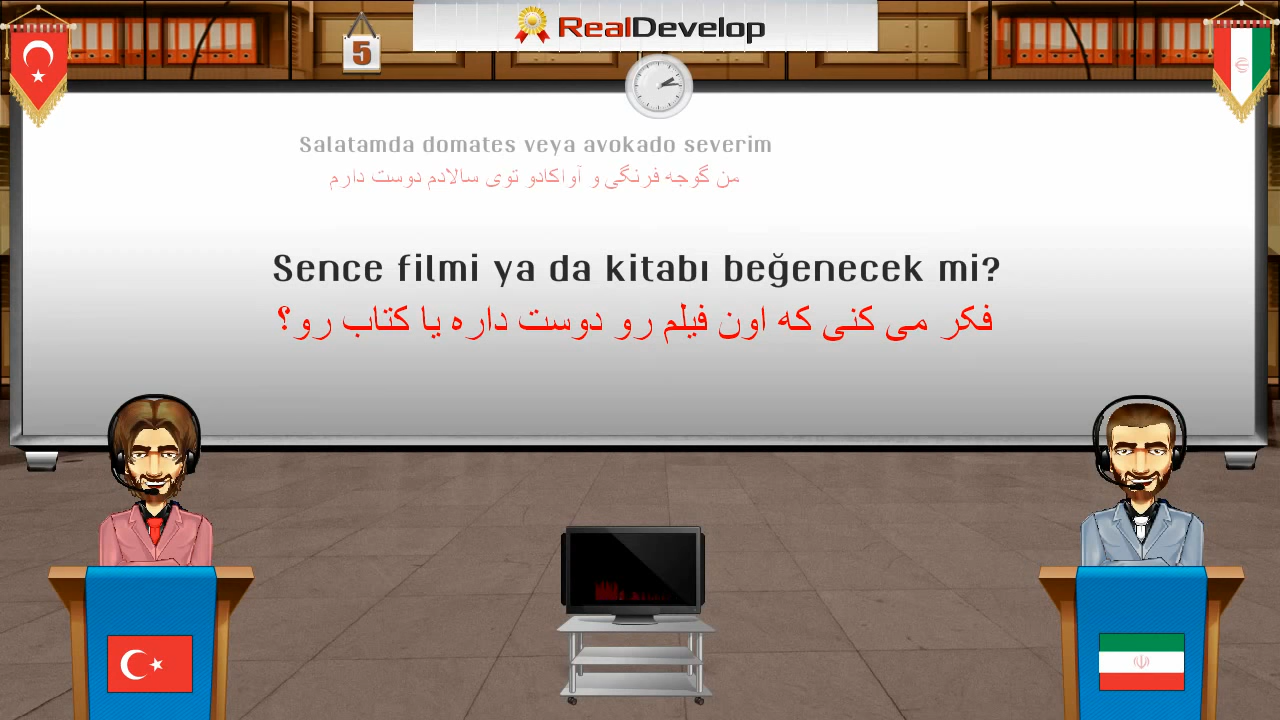 5
RealDevelop
Salatamda domates veya avokado severim
من گوجه فرنگی و آواکادو توی سالادم دوست دارم
Sence filmi ya da kitabı beğenecek mi?
فکر می کنی که اون فیلم رو دوست داره یا کتاب رو؟